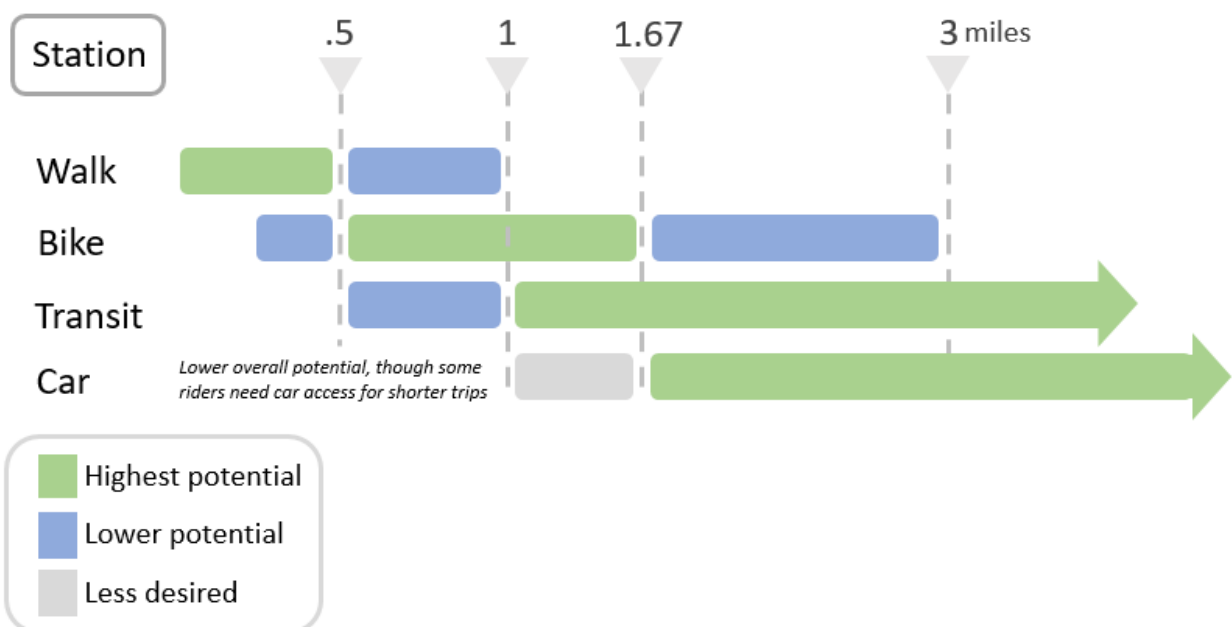 Station
.5
1
1.67
3 miles
Walk
Bike
Transit
Car
Lower overall potential, though some
riders need car access for shorter trips
Highest potential
Lower potential
Less desired